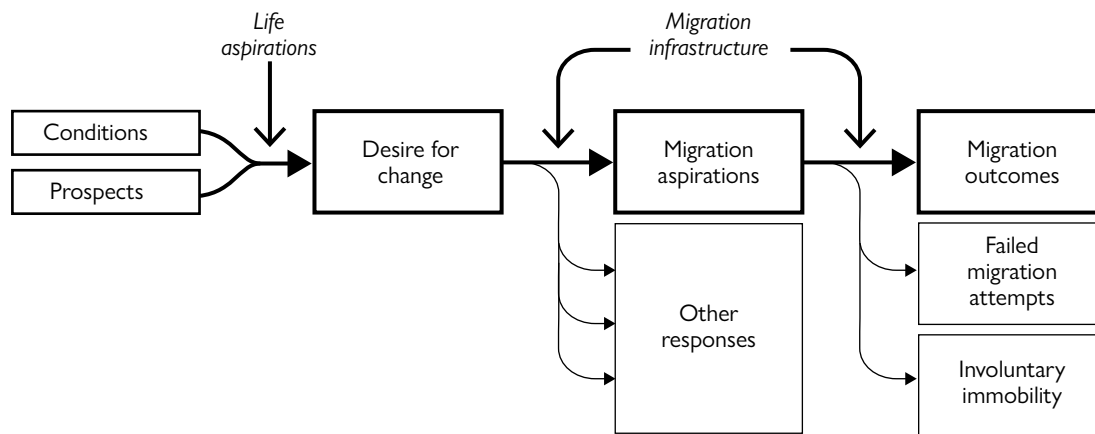 Life
aspirations
Migration
infrastructure
Conditions
Prospects
Desire for
change
Migration
aspirations
Migration
outcomes
Other
responses
Failed
migration
attempts
Involuntary
immobility